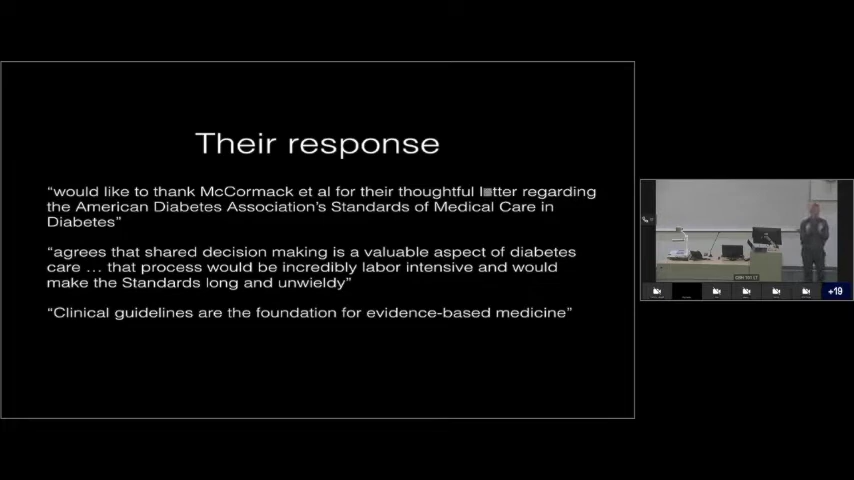 Their response
“would like to thank McCormack et al for their thoughtful letter regarding
the American Diabetes Association’s Standards of Medical Care in
Diabetes”
“agrees that shared decision making is a valuable aspect of diabetes
care … that process would be incredibly labor intensive and would
make the Standards long and unwieldy”
“Clinical guidelines are the foundation for evidence-based medicine”
+19